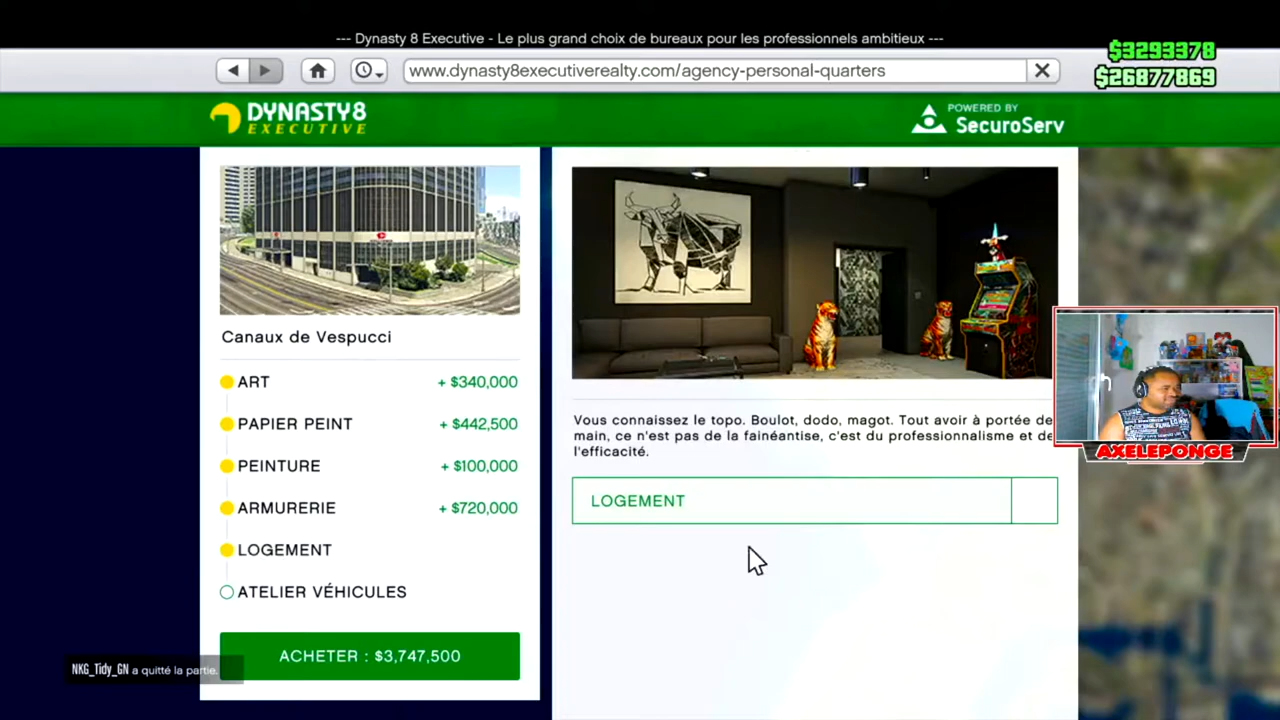 --- Dynasty 8 Executive - Le plus grand choix de bureaux pour les professionnels ambitieux ---
$3293378
$26877869
www.dynasty8executiverealty.com/agency-personal-quarters
DYNASTY8
EXECUTIVE
POWERED BY
SecuroServ
Canaux de Vespucci
ART + $340,000
PAPIER PEINT + $442,500
PEINTURE + $100,000
ARMURERIE + $720,000
LOGEMENT
ATELIER VÉHICULES
ACHETER : $3,747,500
Vous connaissez le topo. Boulot, dodo, magot. Tout avoir à portée de
main, ce n'est pas de la fainéantise, c'est du professionnalisme et de
l'efficacité.
LOGEMENT
AXELEPONGE
NKG_Tidy_GN a quitté la partie.